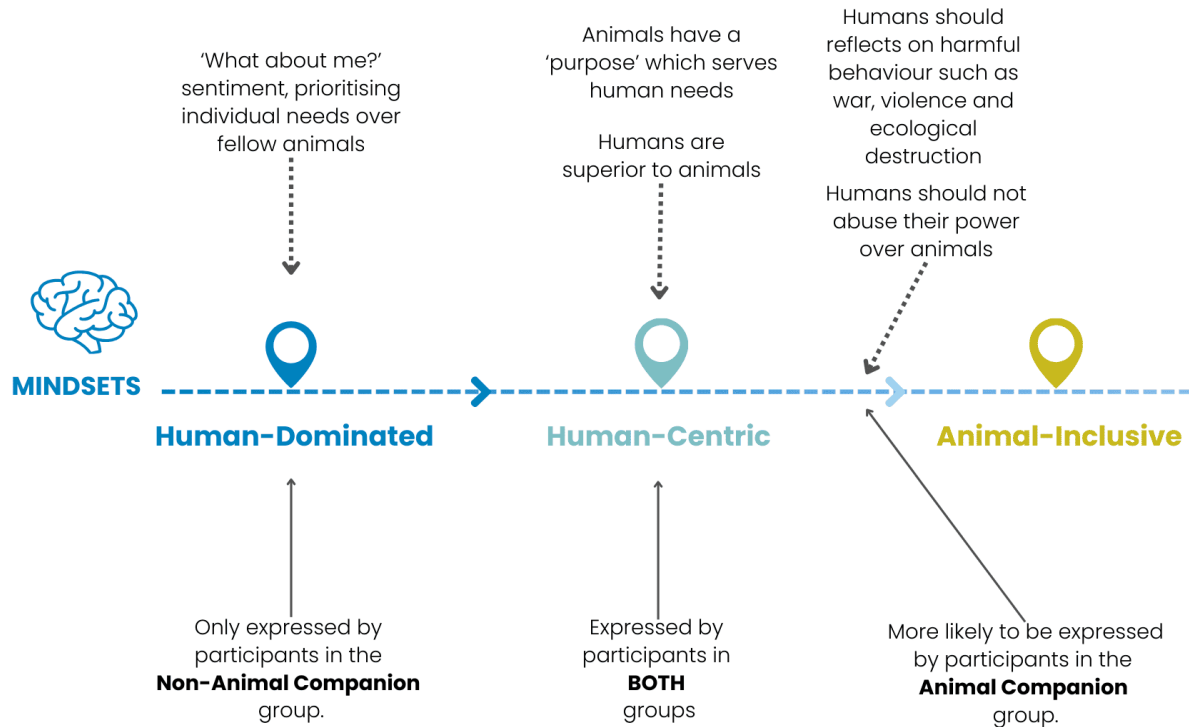 ‘What about me?’
sentiment, prioritising
individual needs over
fellow animals
Animals have a
‘purpose’ which serves
human needs
Humans are
superior to animals
Humans should
reflects on harmful
behaviour such as
war, violence and
ecological
destruction
Humans should not
abuse their power
over animals
MINDSETS
Human-Dominated
Human-Centric
Animal-Inclusive
Only expressed by
participants in the
Non-Animal Companion
group.
Expressed by
participants in
BOTH
groups
More likely to be expressed
by participants in the
Animal Companion
group.